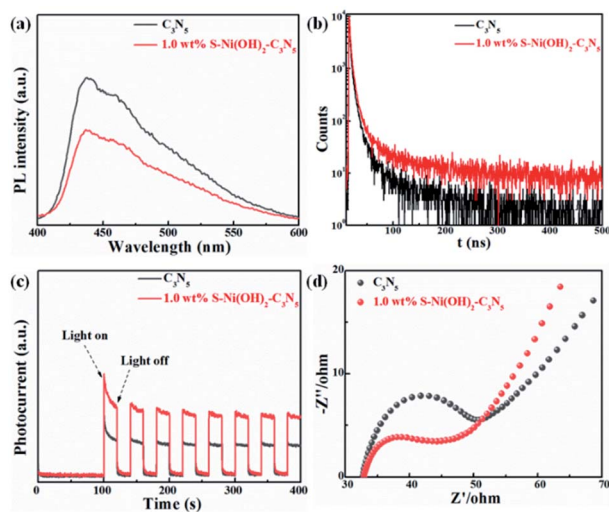 (a)
C₃N₅
1.0 wt% S-Ni(OH)₂-C₃N₅
PL intensity (a.u.)
400 450 500 550 600
Wavelength (nm)
(b)
C₃N₅
1.0 wt% S-Ni(OH)₂-C₃N₅
Counts
10⁴
10³
10²
10¹
10⁰
100 200 300 400 500
t (ns)
(c)
C₃N₅
1.0 wt% S-Ni(OH)₂-C₃N₅
Light on
Light off
Photocurrent (a.u.)
0 100 200 300 400
Time (s)
(d)
C₃N₅
1.0 wt% S-Ni(OH)₂-C₃N₅
-Z''/ohm
20
10
0
30 40 50 60 70
Z'/ohm